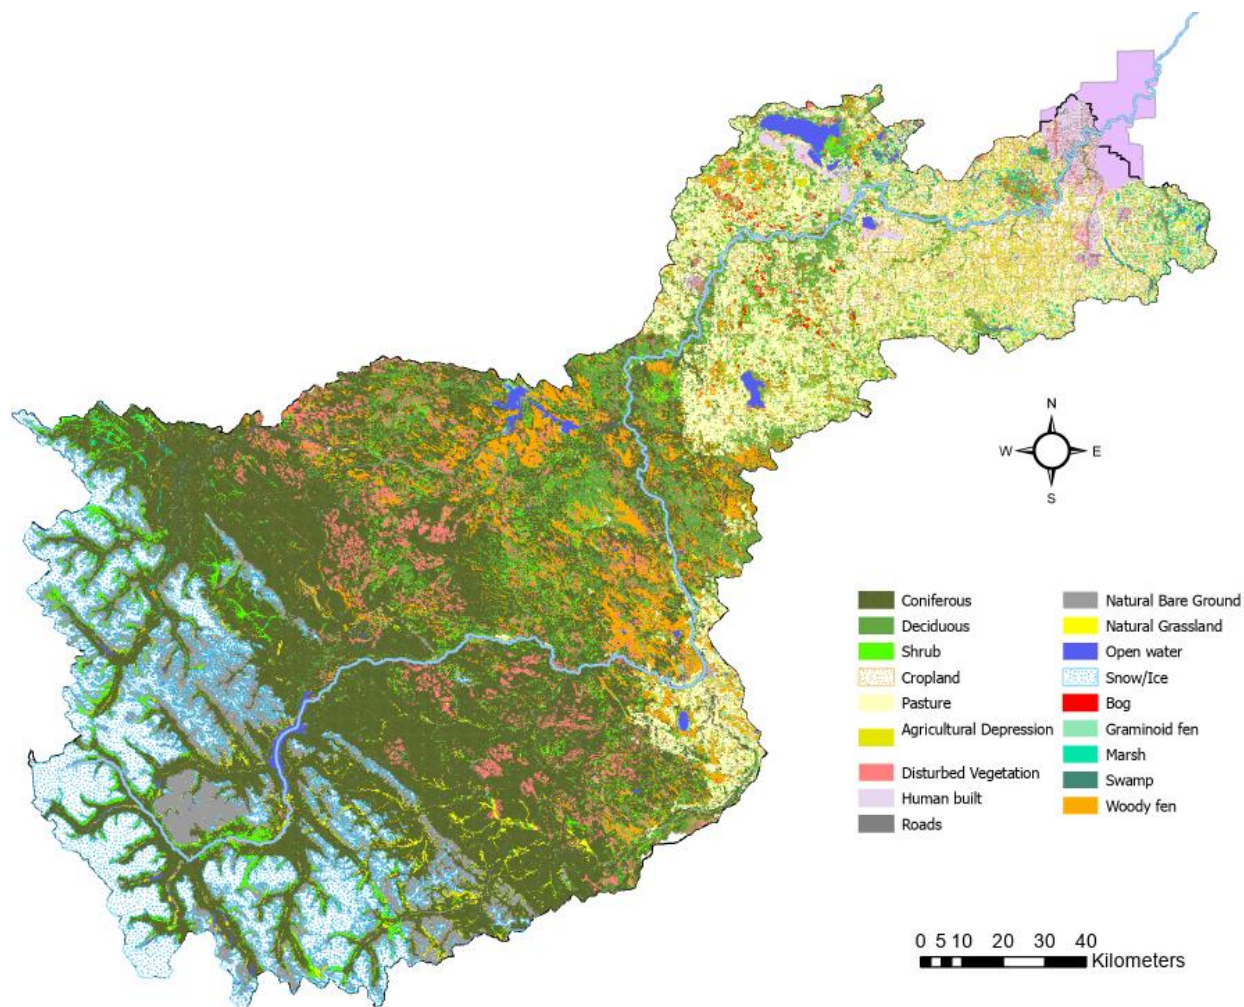 N
W E
S
Coniferous
Deciduous
Shrub
Cropland
Pasture
Agricultural Depression
Disturbed Vegetation
Human built
Roads
Natural Bare Ground
Natural Grassland
Open water
Snow/Ice
Bog
Graminoid fen
Marsh
Swamp
Woody fen
0 5 10 20 30 40
Kilometers